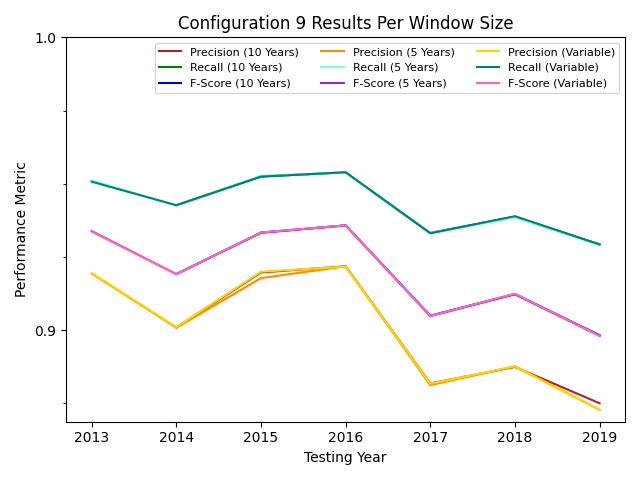 Configuration 9 Results Per Window Size
Precision (10 Years) Precision (5 Years) Precision (Variable)
Recall (10 Years) Recall (5 Years) Recall (Variable)
F-Score (10 Years) F-Score (5 Years) F-Score (Variable)
1.0
0.9
Performance Metric
2013 2014 2015 2016 2017 2018 2019
Testing Year